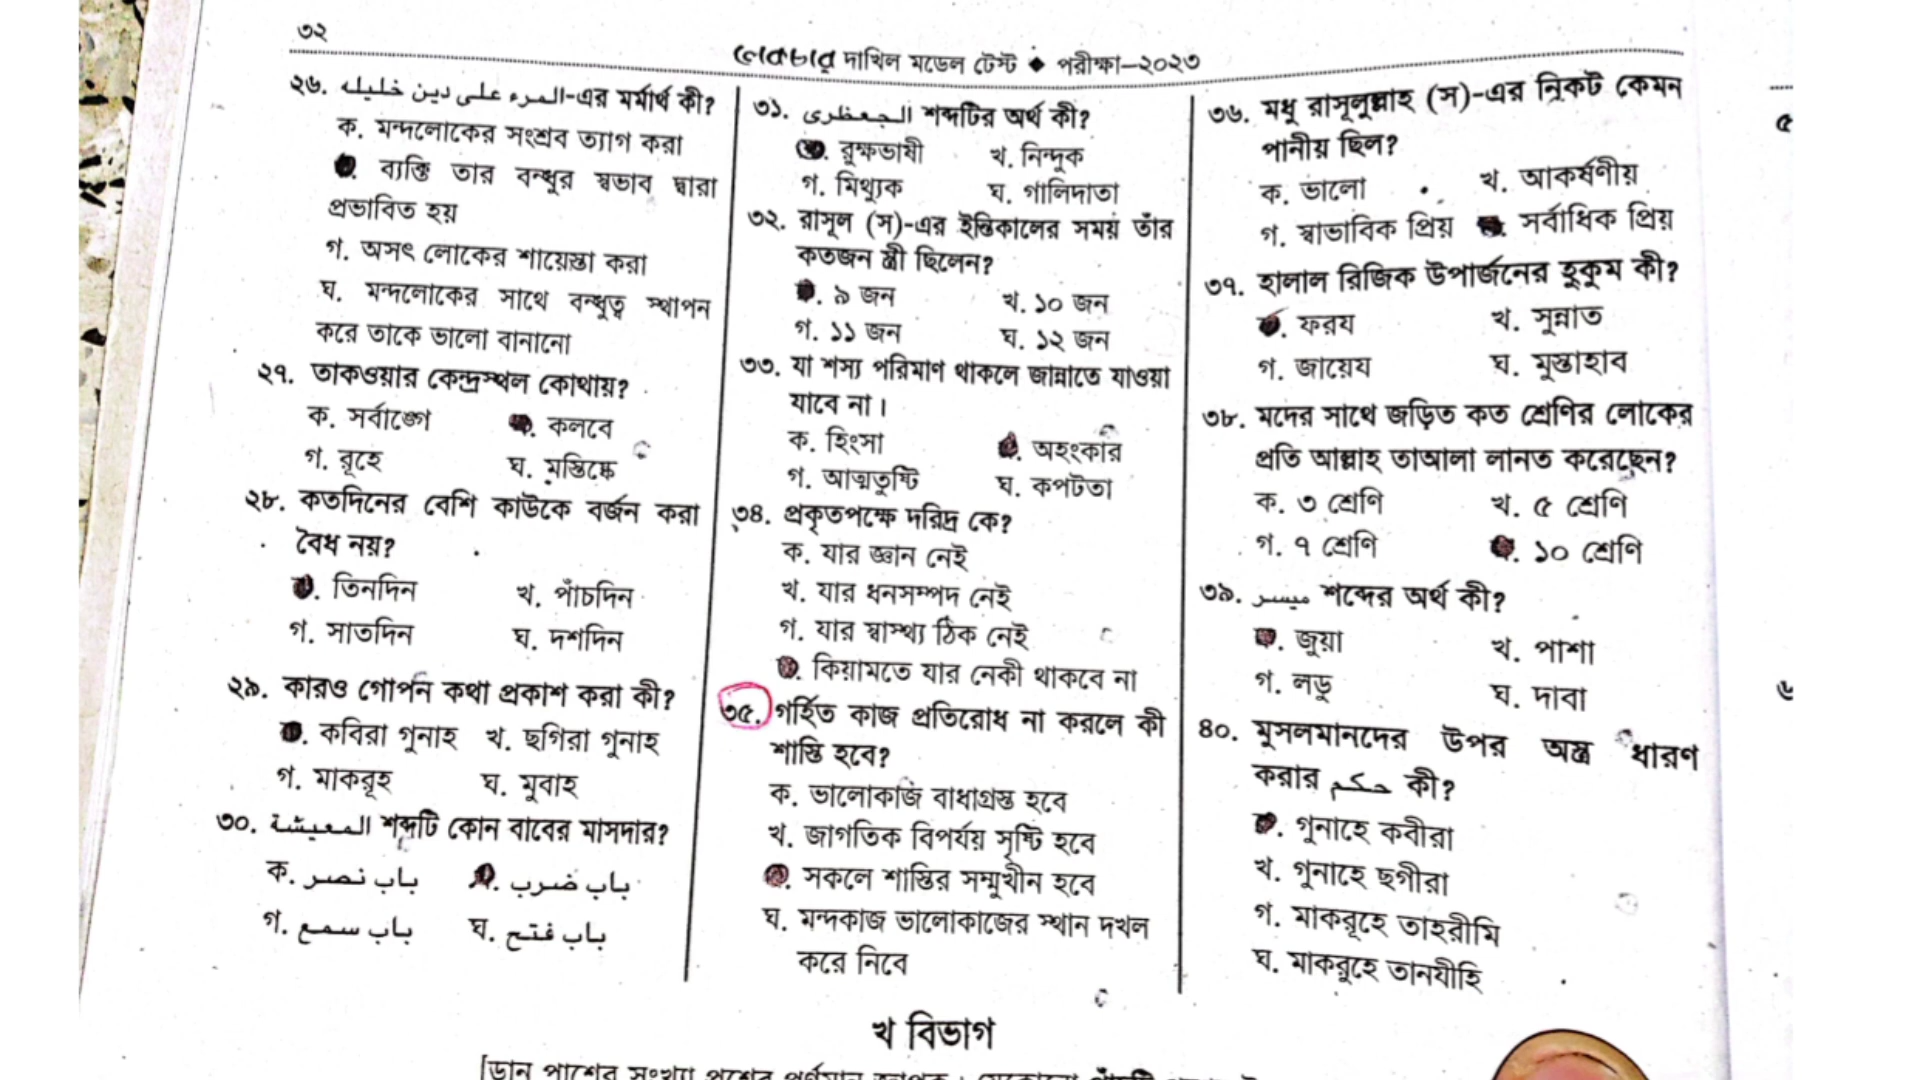 ৩২
লেকচার দাখিল মডেল টেস্ট ◆ পরীক্ষা–২০২৩
২৬. المرء على دين خليله-এর মর্মার্থ কী?
ক. মন্দলোকের সংশ্রব ত্যাগ করা
ব্যক্তি তার বন্ধুর স্বভাব দ্বারা
প্রভাবিত হয়
গ. অসৎ লোকের শায়েস্তা করা
ঘ. মন্দলোকের সাথে বন্ধুত্ব স্থাপন
করে তাকে ভালো বানানো
২৭. তাকওয়ার কেন্দ্রস্থল কোথায়?
ক. সর্বাঙ্গে খ. কলবে
গ. রূহে ঘ. মস্তিষ্কে
২৮. কতদিনের বেশি কাউকে বর্জন করা
বৈধ নয়?
তিনদিন খ. পাঁচদিন
গ. সাতদিন ঘ. দশদিন
২৯. কারও গোপন কথা প্রকাশ করা কী?
কবিরা গুনাহ খ. ছগিরা গুনাহ
গ. মাকরূহ ঘ. মুবাহ
৩০. المعيشة শব্দটি কোন বাবের মাসদার?
ক. باب نصر باب ضرب
গ. باب سمع ঘ. باب فتح
৩১. الجعظرى শব্দটির অর্থ কী?
রুক্ষভাষী খ. নিন্দুক
গ. মিথ্যুক ঘ. গালিদাতা
৩২. রাসূল (স)-এর ইন্তিকালের সময় তাঁর
কতজন স্ত্রী ছিলেন?
৯ জন খ. ১০ জন
গ. ১১ জন ঘ. ১২ জন
৩৩. যা শস্য পরিমাণ থাকলে জান্নাতে যাওয়া
যাবে না।
ক. হিংসা অহংকার
গ. আত্মতুষ্টি ঘ. কপটতা
৩৪. প্রকৃতপক্ষে দরিদ্র কে?
ক. যার জ্ঞান নেই
খ. যার ধনসম্পদ নেই
গ. যার স্বাস্থ্য ঠিক নেই
কিয়ামতে যার নেকী থাকবে না
৩৫. গর্হিত কাজ প্রতিরোধ না করলে কী
শাস্তি হবে?
ক. ভালোকাজ বাধাগ্রস্ত হবে
খ. জাগতিক বিপর্যয় সৃষ্টি হবে
সকলে শাস্তির সম্মুখীন হবে
ঘ. মন্দকাজ ভালোকাজের স্থান দখল
করে নিবে
৩৬. মধু রাসূলুল্লাহ (স)-এর নিকট কেমন
পানীয় ছিল?
ক. ভালো খ. আকর্ষণীয়
গ. স্বাভাবিক প্রিয় সর্বাধিক প্রিয়
৩৭. হালাল রিজিক উপার্জনের হুকুম কী?
ফরয খ. সুন্নাত
গ. জায়েয ঘ. মুস্তাহাব
৩৮. মদের সাথে জড়িত কত শ্রেণির লোকের
প্রতি আল্লাহ তাআলা লানত করেছেন?
ক. ৩ শ্রেণি খ. ৫ শ্রেণি
গ. ৭ শ্রেণি ১০ শ্রেণি
৩৯. ميسر শব্দের অর্থ কী?
জুয়া খ. পাশা
গ. লড়ু ঘ. দাবা
৪০. মুসলমানদের উপর অস্ত্র ধারণ
করার حكم কী?
গুনাহে কবীরা
খ. গুনাহে ছগীরা
গ. মাকরূহে তাহরীমি
ঘ. মাকরুহে তানযীহি
৫
৬
খ বিভাগ
[ডান পাশের সংখ্যা প্রশ্নের পূর্ণমান